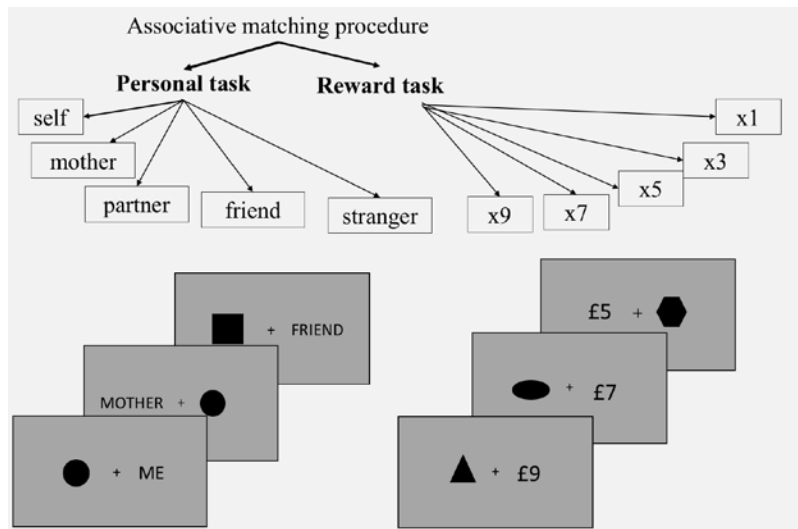 Associative matching procedure
Personal task
Reward task
self
mother
partner
friend
stranger
x9
x7
x5
x3
x1
+ FRIEND
MOTHER +
+ ME
£5 +
+ £7
+ £9